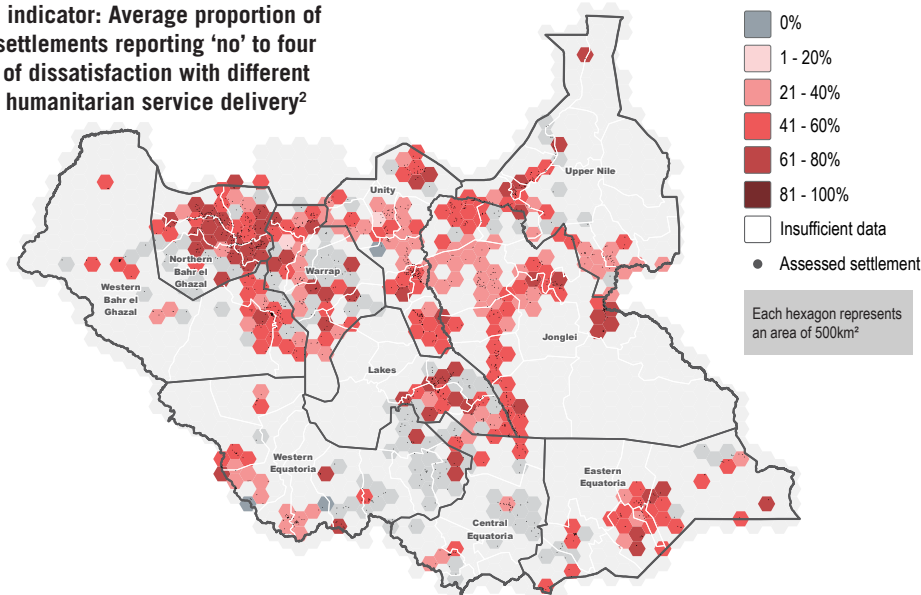 indicator: Average proportion of
settlements reporting ‘no’ to four
of dissatisfaction with different
humanitarian service delivery²
0%
1 - 20%
21 - 40%
41 - 60%
61 - 80%
81 - 100%
Insufficient data
Assessed settlement
Each hexagon represents
an area of 500km²
Upper Nile
Unity
Northern
Bahr el
Ghazal
Warrap
Western
Bahr el
Ghazal
Jonglei
Lakes
Western
Equatoria
Eastern
Equatoria
Central
Equatoria